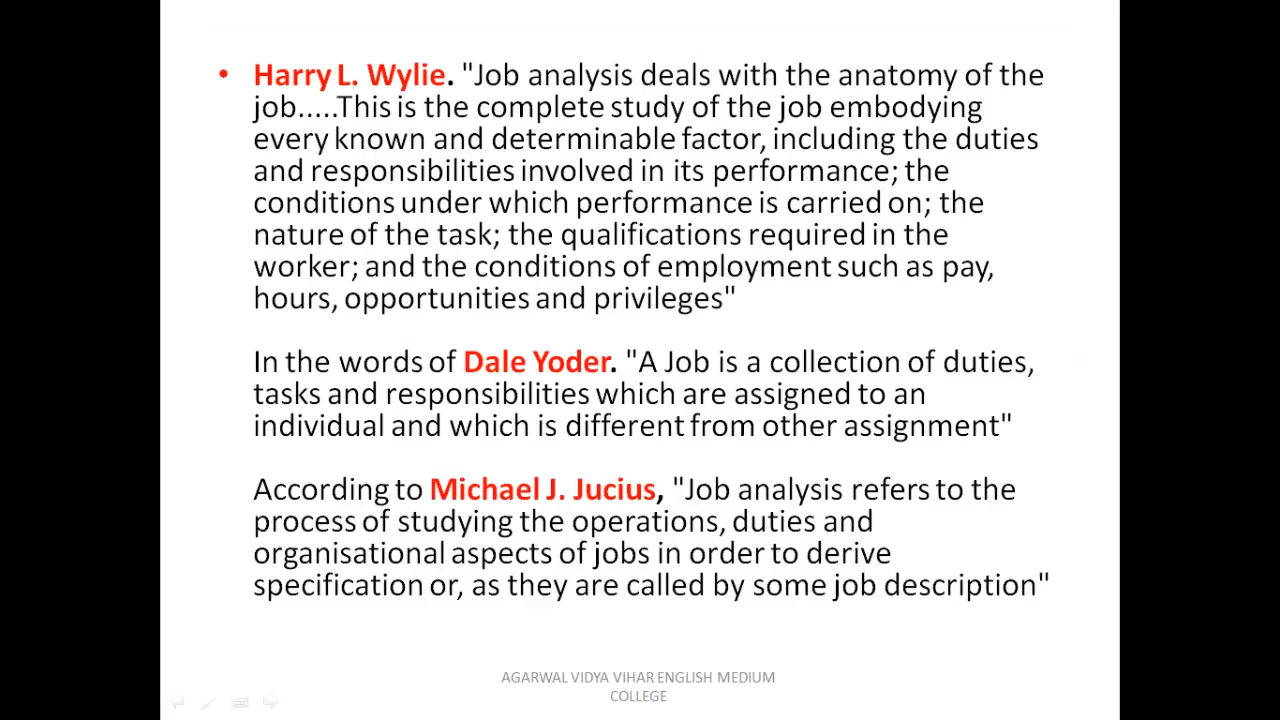 • Harry L. Wylie. "Job analysis deals with the anatomy of the
job.....This is the complete study of the job embodying
every known and determinable factor, including the duties
and responsibilities involved in its performance; the
conditions under which performance is carried on; the
nature of the task; the qualifications required in the
worker; and the conditions of employment such as pay,
hours, opportunities and privileges"
In the words of Dale Yoder. "A Job is a collection of duties,
tasks and responsibilities which are assigned to an
individual and which is different from other assignment"
According to Michael J. Jucius, "Job analysis refers to the
process of studying the operations, duties and
organisational aspects of jobs in order to derive
specification or, as they are called by some job description"
AGARWAL VIDYA VIHAR ENGLISH MEDIUM
COLLEGE